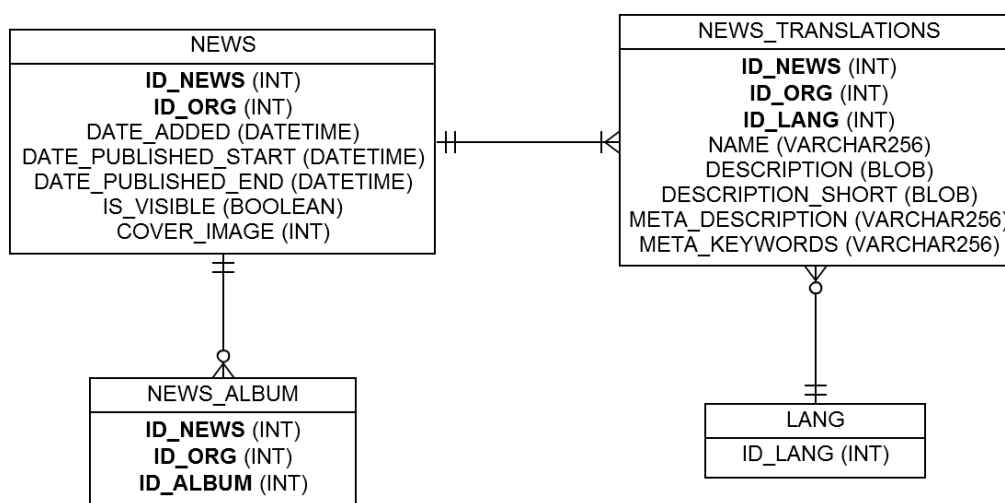 NEWS
ID_NEWS (INT)
ID_ORG (INT)
DATE_ADDED (DATETIME)
DATE_PUBLISHED_START (DATETIME)
DATE_PUBLISHED_END (DATETIME)
IS_VISIBLE (BOOLEAN)
COVER_IMAGE (INT)
NEWS_TRANSLATIONS
ID_NEWS (INT)
ID_ORG (INT)
ID_LANG (INT)
NAME (VARCHAR256)
DESCRIPTION (BLOB)
DESCRIPTION_SHORT (BLOB)
META_DESCRIPTION (VARCHAR256)
META_KEYWORDS (VARCHAR256)
NEWS_ALBUM
ID_NEWS (INT)
ID_ORG (INT)
ID_ALBUM (INT)
LANG
ID_LANG (INT)